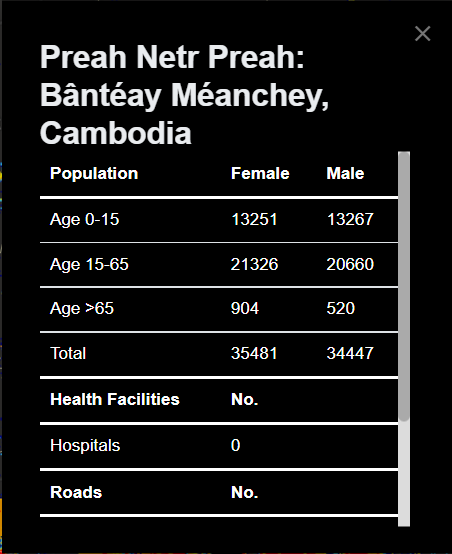 Preah Netr Preah:
Bântéay Méanchey,
Cambodia
Population Female Male
Age 0-15 13251 13267
Age 15-65 21326 20660
Age >65 904 520
Total 35481 34447
Health Facilities No.
Hospitals 0
Roads No.